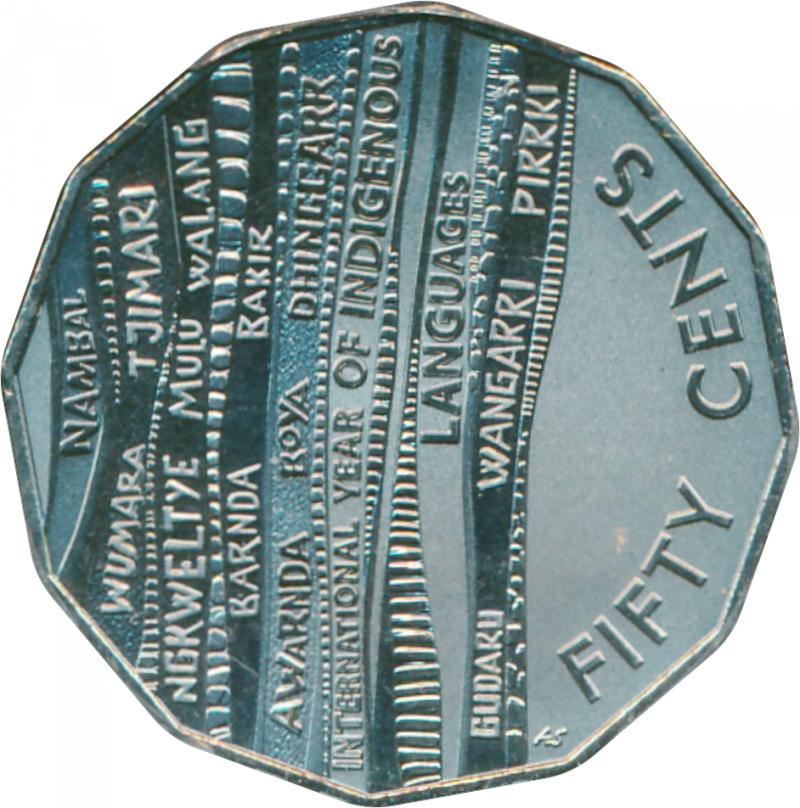 NAMBAL
WUMARA TJIMARI
NGKWELTYE MULU WALANG
BARNDA BAKIR
AWARNDA ROYA DHINGGARR
INTERNATIONAL YEAR OF INDIGENOUS
LANGUAGES
GUDARU WANGARRI PIRRKI
FIFTY CENTS
AS